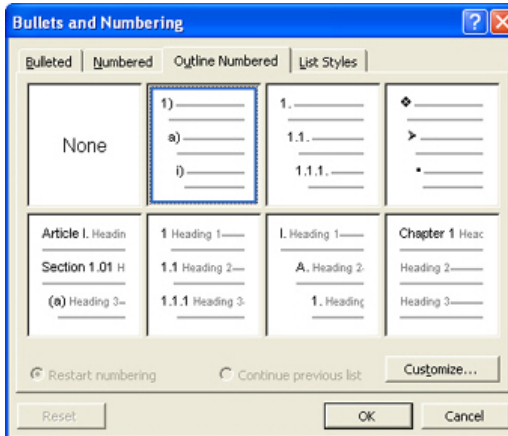 Bullets and Numbering
Bulleted Numbered Outline Numbered List Styles
None
1)
a)
i)
1.
1.1.
1.1.1.
Article I. Headin
Section 1.01 H
(a) Heading 3
1 Heading 1
1.1 Heading 2
1.1.1 Heading 3
I. Heading 1
A. Heading 2
1. Heading
Chapter 1 Heac
Heading 2
Heading 3
Restart numbering Continue previous list Customize...
Reset OK Cancel